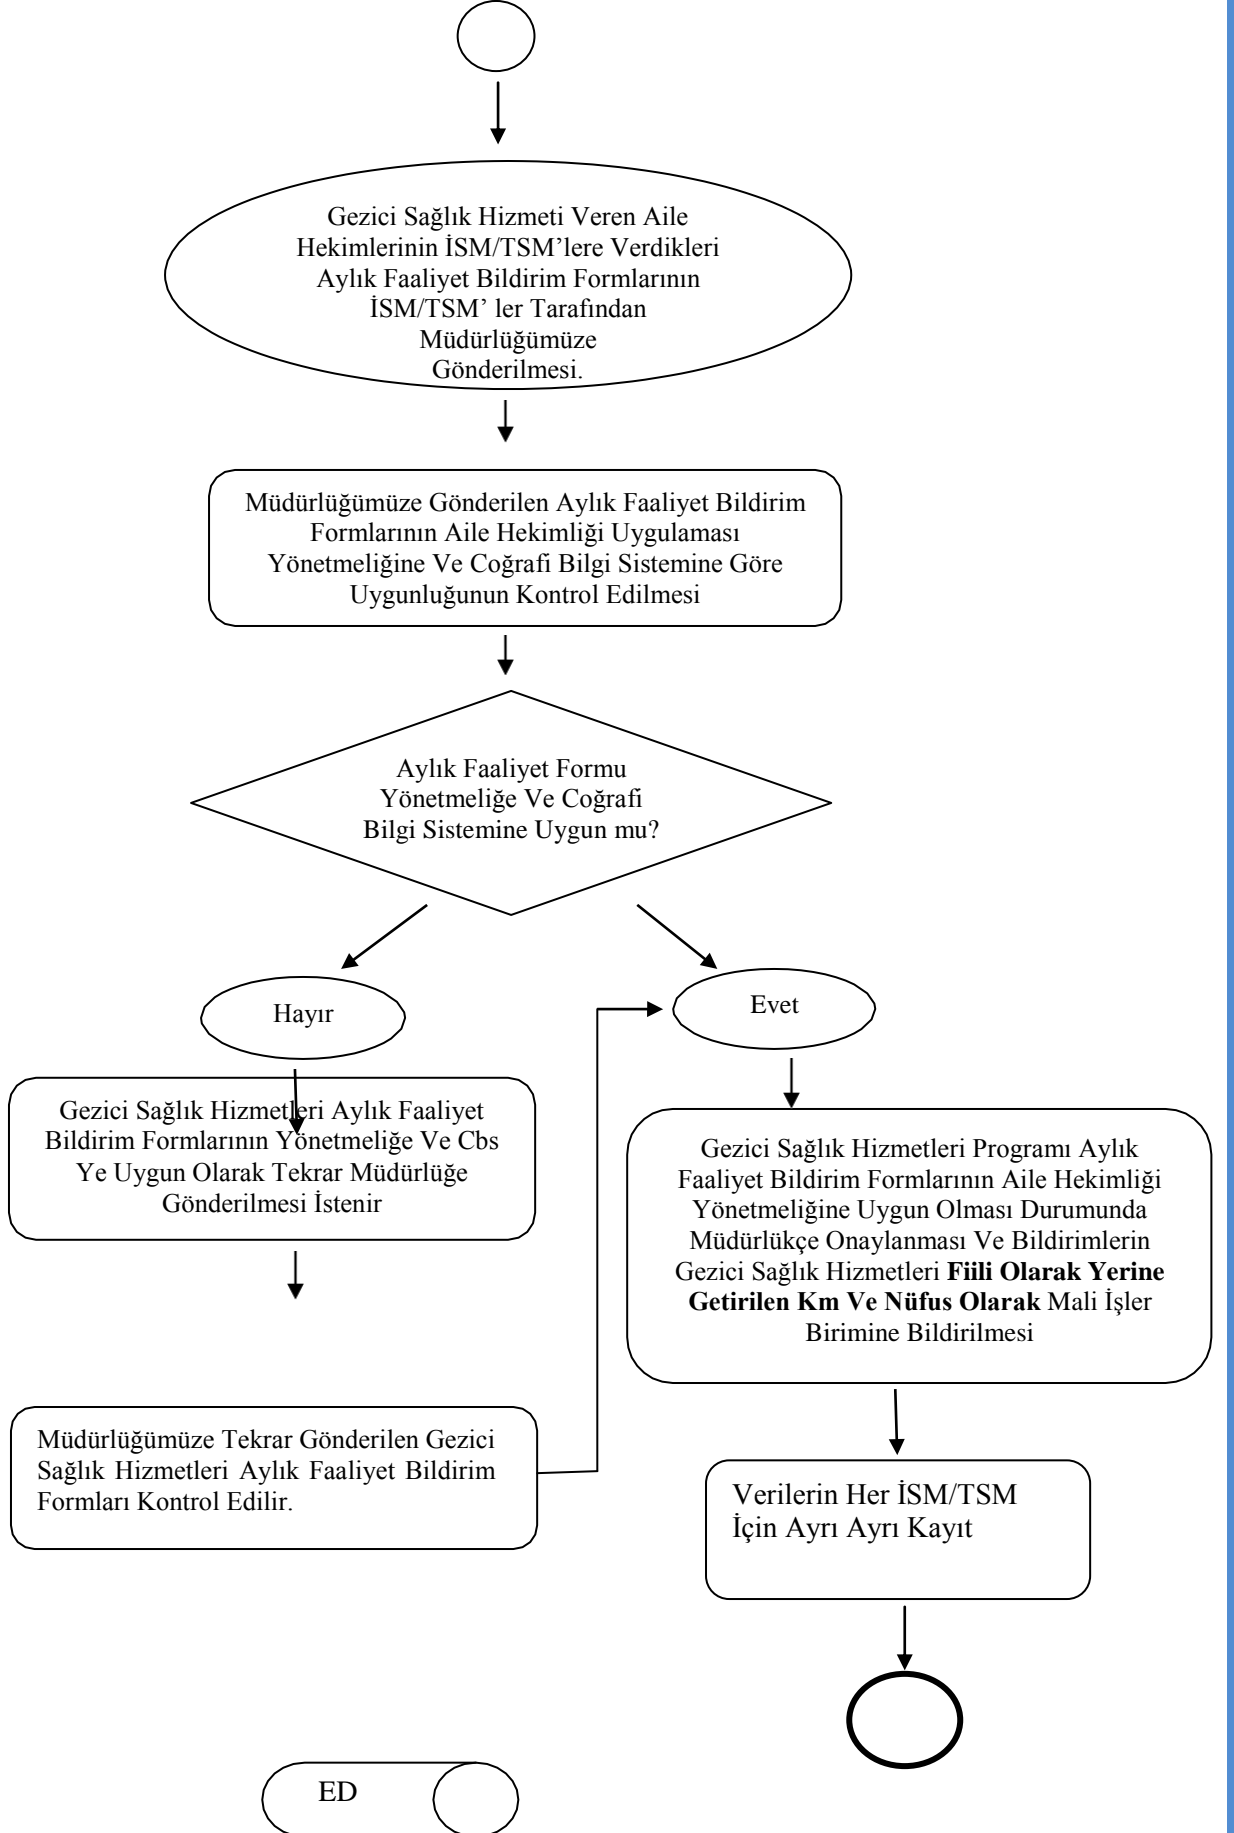 Gezici Sağlık Hizmeti Veren Aile
Hekimlerinin İSM/TSM’lere Verdikleri
Aylık Faaliyet Bildirim Formlarının
İSM/TSM’ ler Tarafından
Müdürlüğümüze
Gönderilmesi.
Müdürlüğümüze Gönderilen Aylık Faaliyet Bildirim
Formlarının Aile Hekimliği Uygulaması
Yönetmeliğine Ve Coğrafi Bilgi Sistemine Göre
Uygunluğunun Kontrol Edilmesi
Aylık Faaliyet Formu
Yönetmeliğe Ve Coğrafi
Bilgi Sistemine Uygun mu?
Hayır
Evet
Gezici Sağlık Hizmetleri Aylık Faaliyet
Bildirim Formlarının Yönetmeliğe Ve Cbs
Ye Uygun Olarak Tekrar Müdürlüğe
Gönderilmesi İstenir
Gezici Sağlık Hizmetleri Programı Aylık
Faaliyet Bildirim Formlarının Aile Hekimliği
Yönetmeliğine Uygun Olması Durumunda
Müdürlükçe Onaylanması Ve Bildirimlerin
Gezici Sağlık Hizmetleri Fiili Olarak Yerine
Getirilen Km Ve Nüfus Olarak Mali İşler
Birimine Bildirilmesi
Müdürlüğümüze Tekrar Gönderilen Gezici
Sağlık Hizmetleri Aylık Faaliyet Bildirim
Formları Kontrol Edilir.
Verilerin Her İSM/TSM
İçin Ayrı Ayrı Kayıt
ED